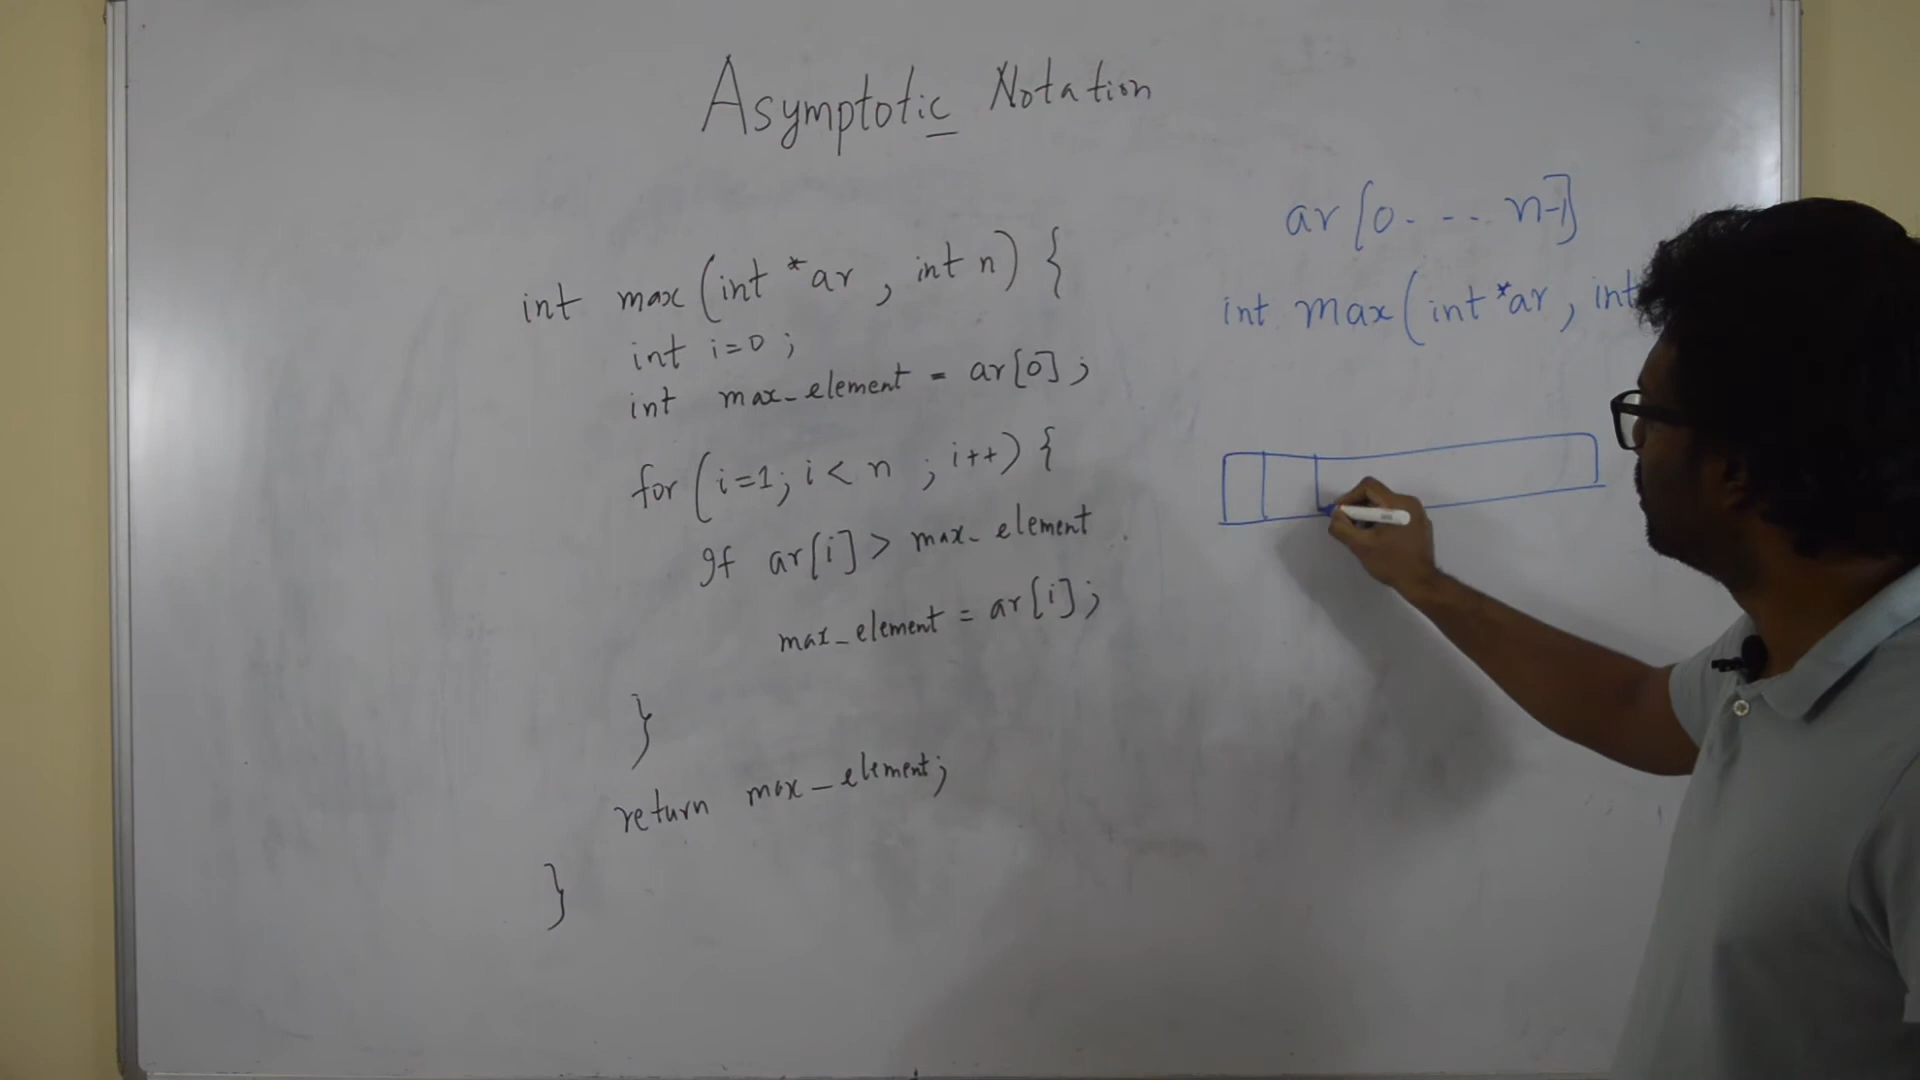 Asymptotic Notation
int max (int *ar , int n) {
int i=0 ;
int max_element = ar[0] ;
for (i=1; i < n ; i++) {
If ar[i] > max_element
max_element = ar[i] ;
}
return max_element;
}
ar [0. - - .. n-1]
int max (int *ar, int